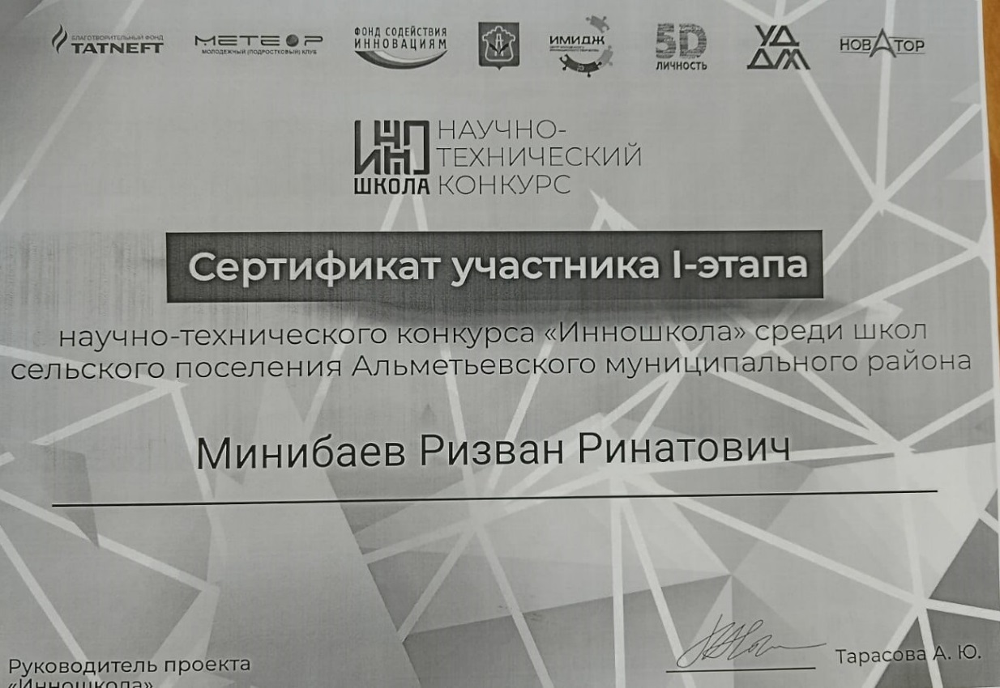 БЛАГОТВОРИТЕЛЬНЫЙ ФОНД
TATNEFT
МЕТЕОР
МОЛОДЕЖНЫЙ (ПОДРОСТКОВЫЙ) КЛУБ
ФОНД СОДЕЙСТВИЯ
ИННОВАЦИЯМ
ИМИДЖ
5D
ЛИЧНОСТЬ
УД
ДМ
НОВАТОР
ИННО
ШКОЛА
НАУЧНО-
ТЕХНИЧЕСКИЙ
КОНКУРС
Сертификат участника I-этапа
научно-технического конкурса «Инношкола» среди школ
сельского поселения Альметьевского муниципального района
Минибаев Ризван Ринатович
Руководитель проекта
«Инношкола»
Тарасова А. Ю.